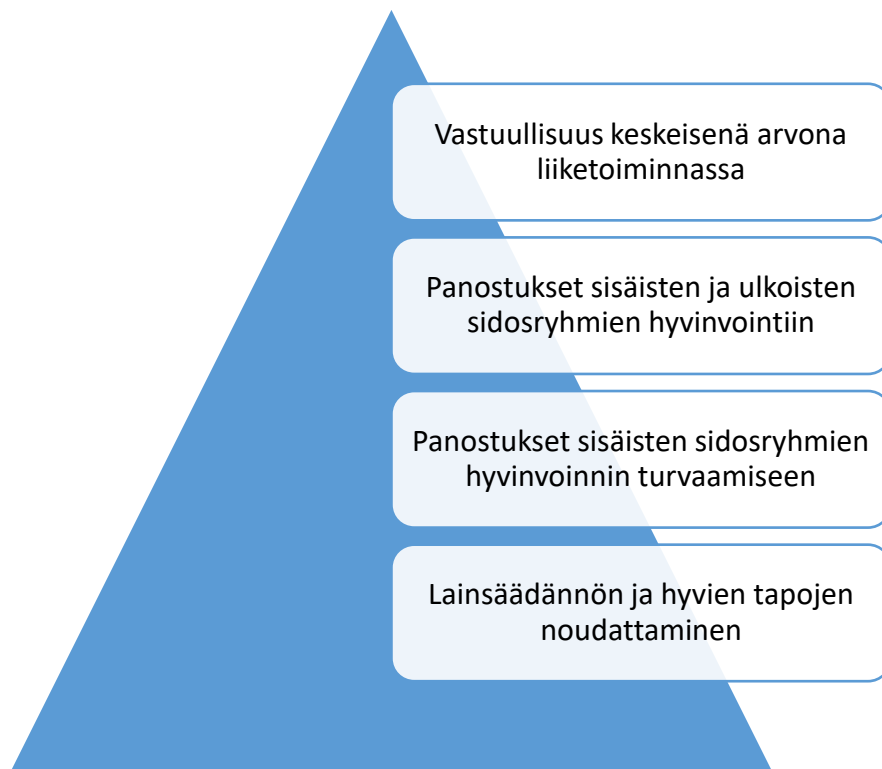 Vastuullisuus keskeisenä arvona
liiketoiminnassa
Panostukset sisäisten ja ulkoisten
sidosryhmien hyvinvointiin
Panostukset sisäisten sidosryhmien
hyvinvoinnin turvaamiseen
Lainsäädännön ja hyvien tapojen
noudattaminen